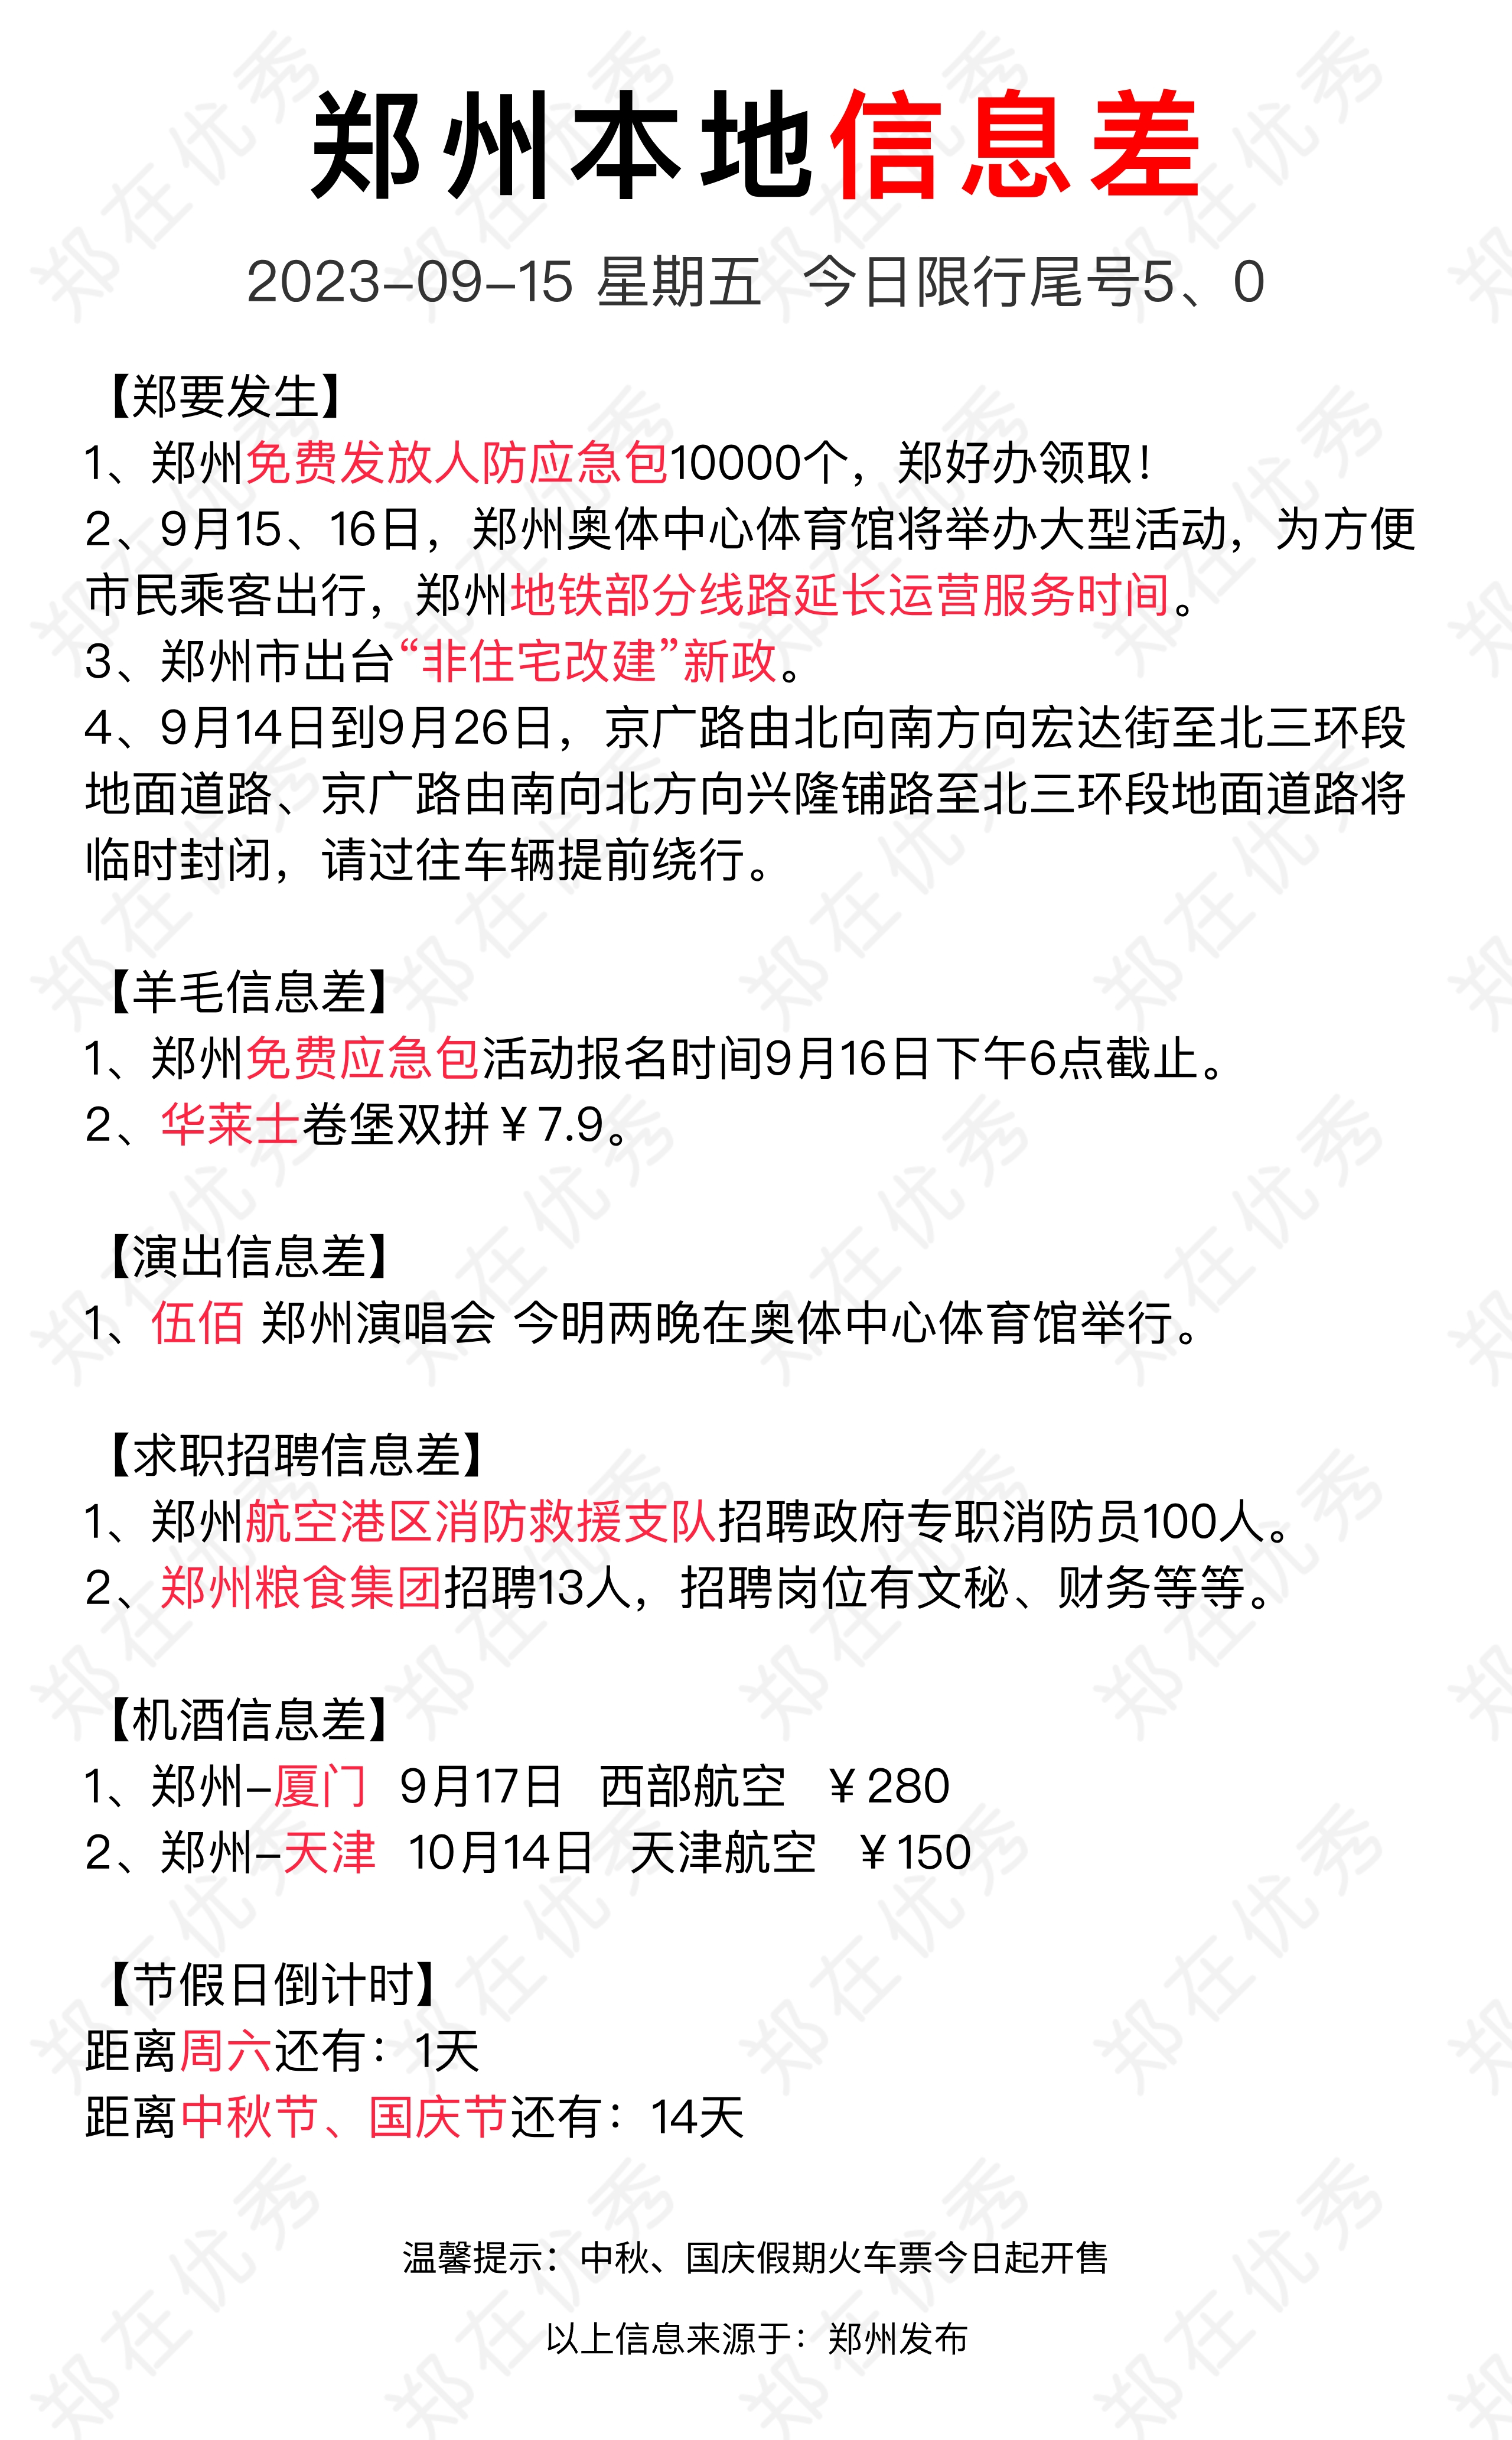 郑州本地信息差
2023-09-15 星期五 今日限行尾号5、0
【郑要发生】
1、郑州免费发放人防应急包10000个，郑好办领取！
2、9月15、16日，郑州奥体中心体育馆将举办大型活动，为方便
市民乘客出行，郑州地铁部分线路延长运营服务时间。
3、郑州市出台“非住宅改建”新政。
4、9月14日到9月26日，京广路由北向南方向宏达街至北三环段
地面道路、京广路由南向北方向兴隆铺路至北三环段地面道路将
临时封闭，请过往车辆提前绕行。
【羊毛信息差】
1、郑州免费应急包活动报名时间9月16日下午6点截止。
2、华莱士卷堡双拼￥7.9。
【演出信息差】
1、伍佰 郑州演唱会 今明两晚在奥体中心体育馆举行。
【求职招聘信息差】
1、郑州航空港区消防救援支队招聘政府专职消防员100人。
2、郑州粮食集团招聘13人，招聘岗位有文秘、财务等等。
【机酒信息差】
1、郑州-厦门 9月17日 西部航空 ￥280
2、郑州-天津 10月14日 天津航空 ￥150
【节假日倒计时】
距离周六还有：1天
距离中秋节、国庆节还有：14天
温馨提示：中秋、国庆假期火车票今日起开售
以上信息来源于：郑州发布
郑在优秀